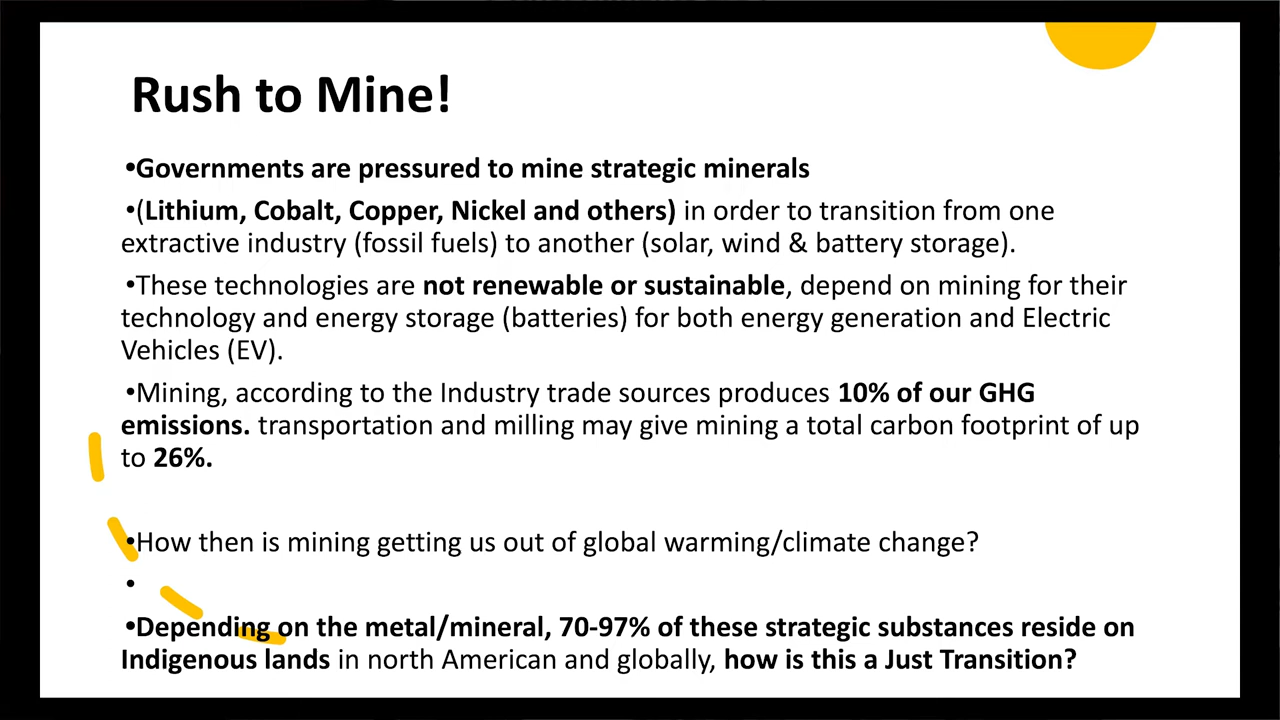 Rush to Mine!
•Governments are pressured to mine strategic minerals
•(Lithium, Cobalt, Copper, Nickel and others) in order to transition from one
extractive industry (fossil fuels) to another (solar, wind & battery storage).
•These technologies are not renewable or sustainable, depend on mining for their
technology and energy storage (batteries) for both energy generation and Electric
Vehicles (EV).
•Mining, according to the Industry trade sources produces 10% of our GHG
emissions. transportation and milling may give mining a total carbon footprint of up
to 26%.
•How then is mining getting us out of global warming/climate change?
•
•Depending on the metal/mineral, 70-97% of these strategic substances reside on
Indigenous lands in north American and globally, how is this a Just Transition?